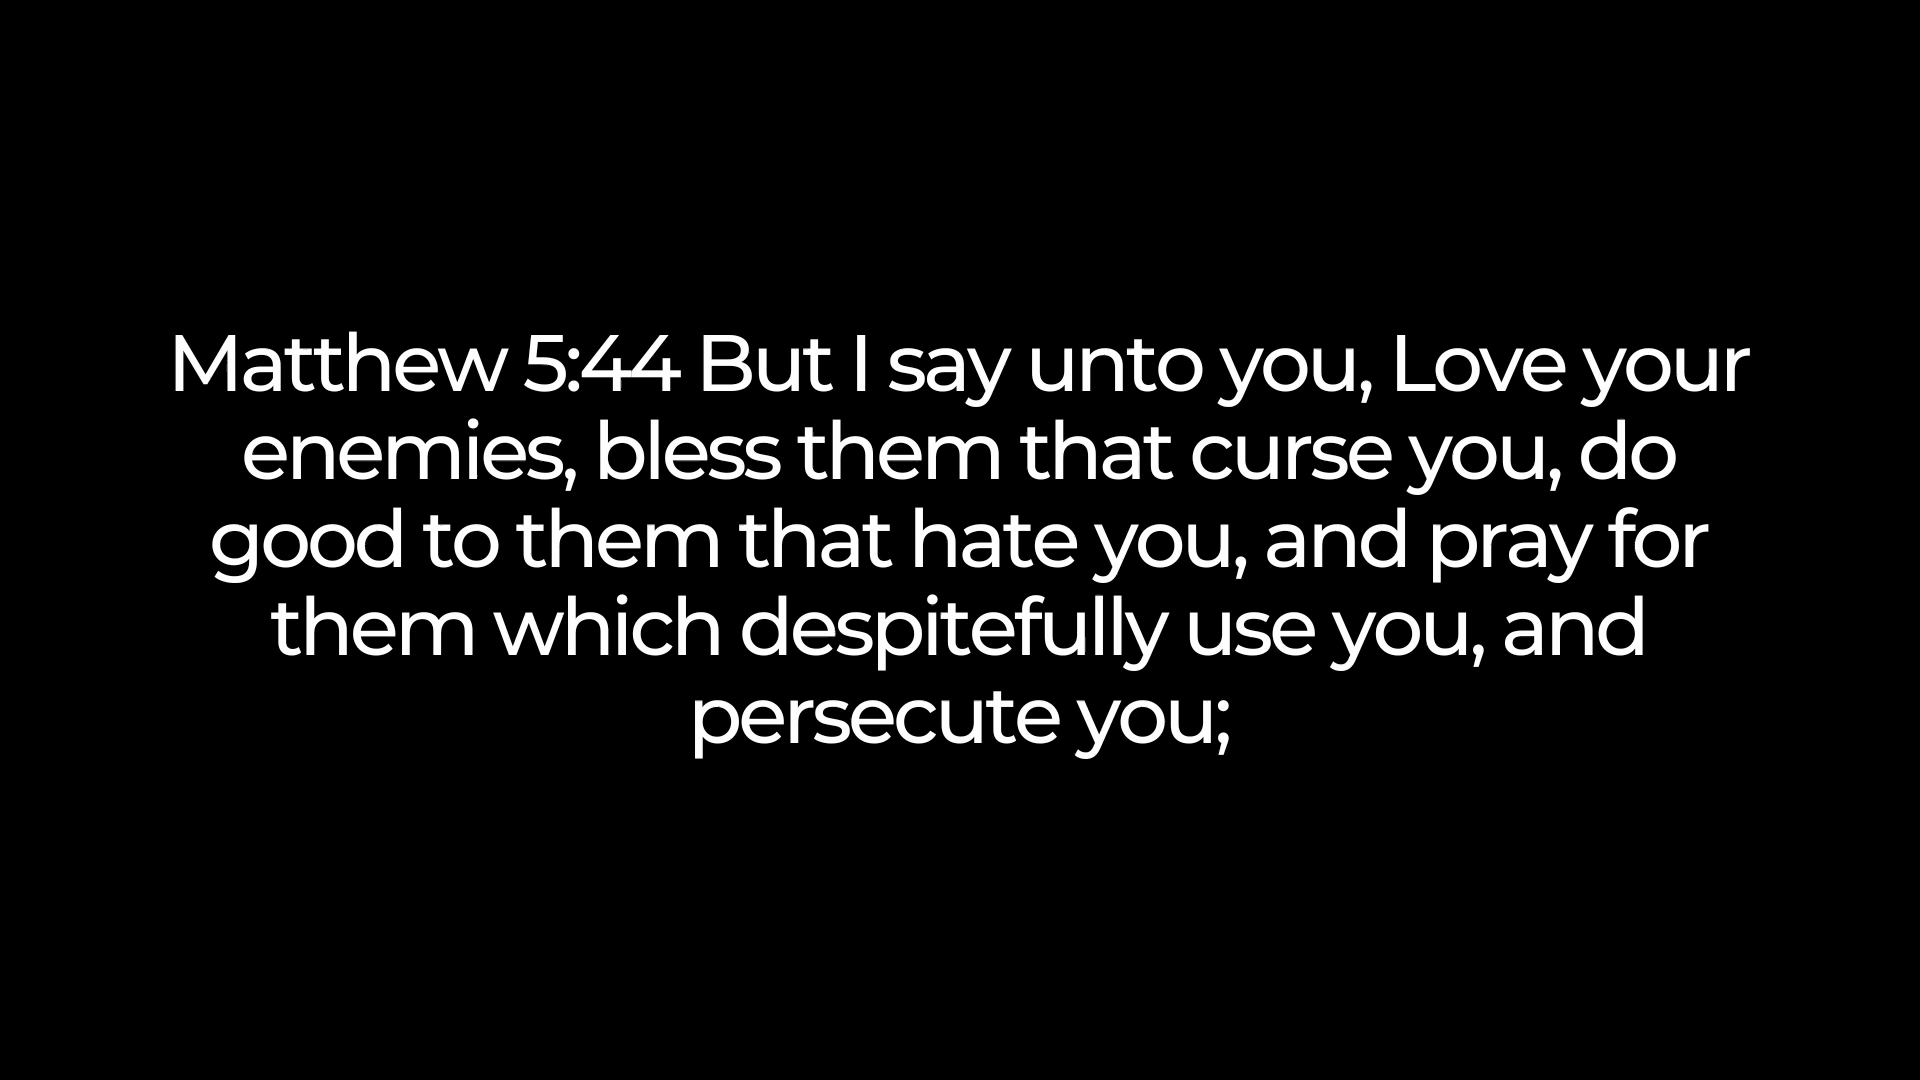 Matthew 5:44 But I say unto you, Love your
enemies, bless them that curse you, do
good to them that hate you, and pray for
them which despitefully use you, and
persecute you;